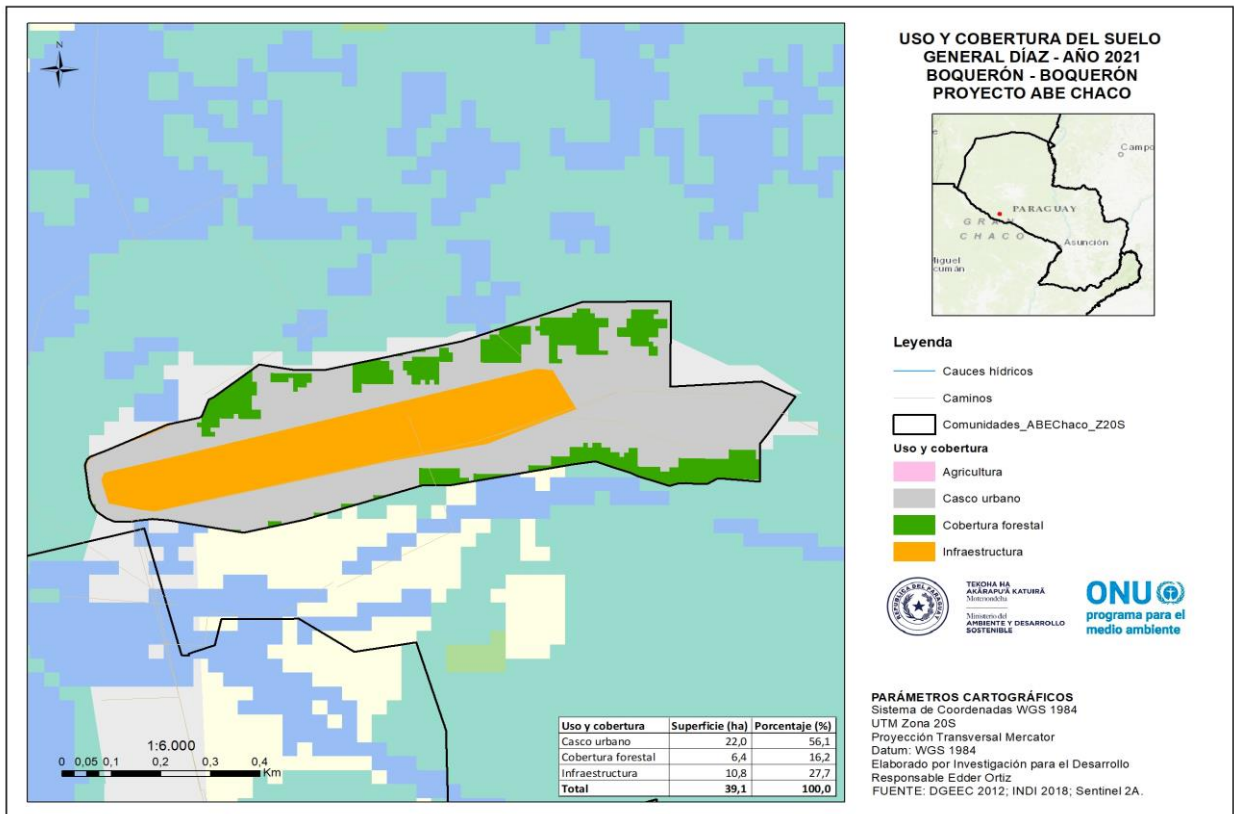 USO Y COBERTURA DEL SUELO
GENERAL DÍAZ - AÑO 2021
BOQUERÓN - BOQUERÓN
PROYECTO ABE CHACO
N
Campo
PARAGUAY
GRAN
CHACO
Asunción
Miguel
cumán
Leyenda
Cauces hídricos
Caminos
Comunidades_ABEChaco_Z20S
Uso y cobertura
Agricultura
Casco urbano
Cobertura forestal
Infraestructura
REPUBLICA DEL PARAGUAY
TEKOHA HA
AKÃRAPU'Ã KATUIRÃ
Motenondeha
Ministerio del
AMBIENTE Y DESARROLLO
SOSTENIBLE
ONU
programa para el
medio ambiente
PARÁMETROS CARTOGRÁFICOS
Sistema de Coordenadas WGS 1984
UTM Zona 20S
Proyección Transversal Mercator
Datum: WGS 1984
Elaborado por Investigación para el Desarrollo
Responsable Edder Ortiz
FUENTE: DGEEC 2012; INDI 2018; Sentinel 2A.
Uso y cobertura Superficie (ha) Porcentaje (%)
Casco urbano 22,0 56,1
Cobertura forestal 6,4 16,2
Infraestructura 10,8 27,7
Total 39,1 100,0
1:6.000
0 0,05 0,1 0,2 0,3 0,4
Km